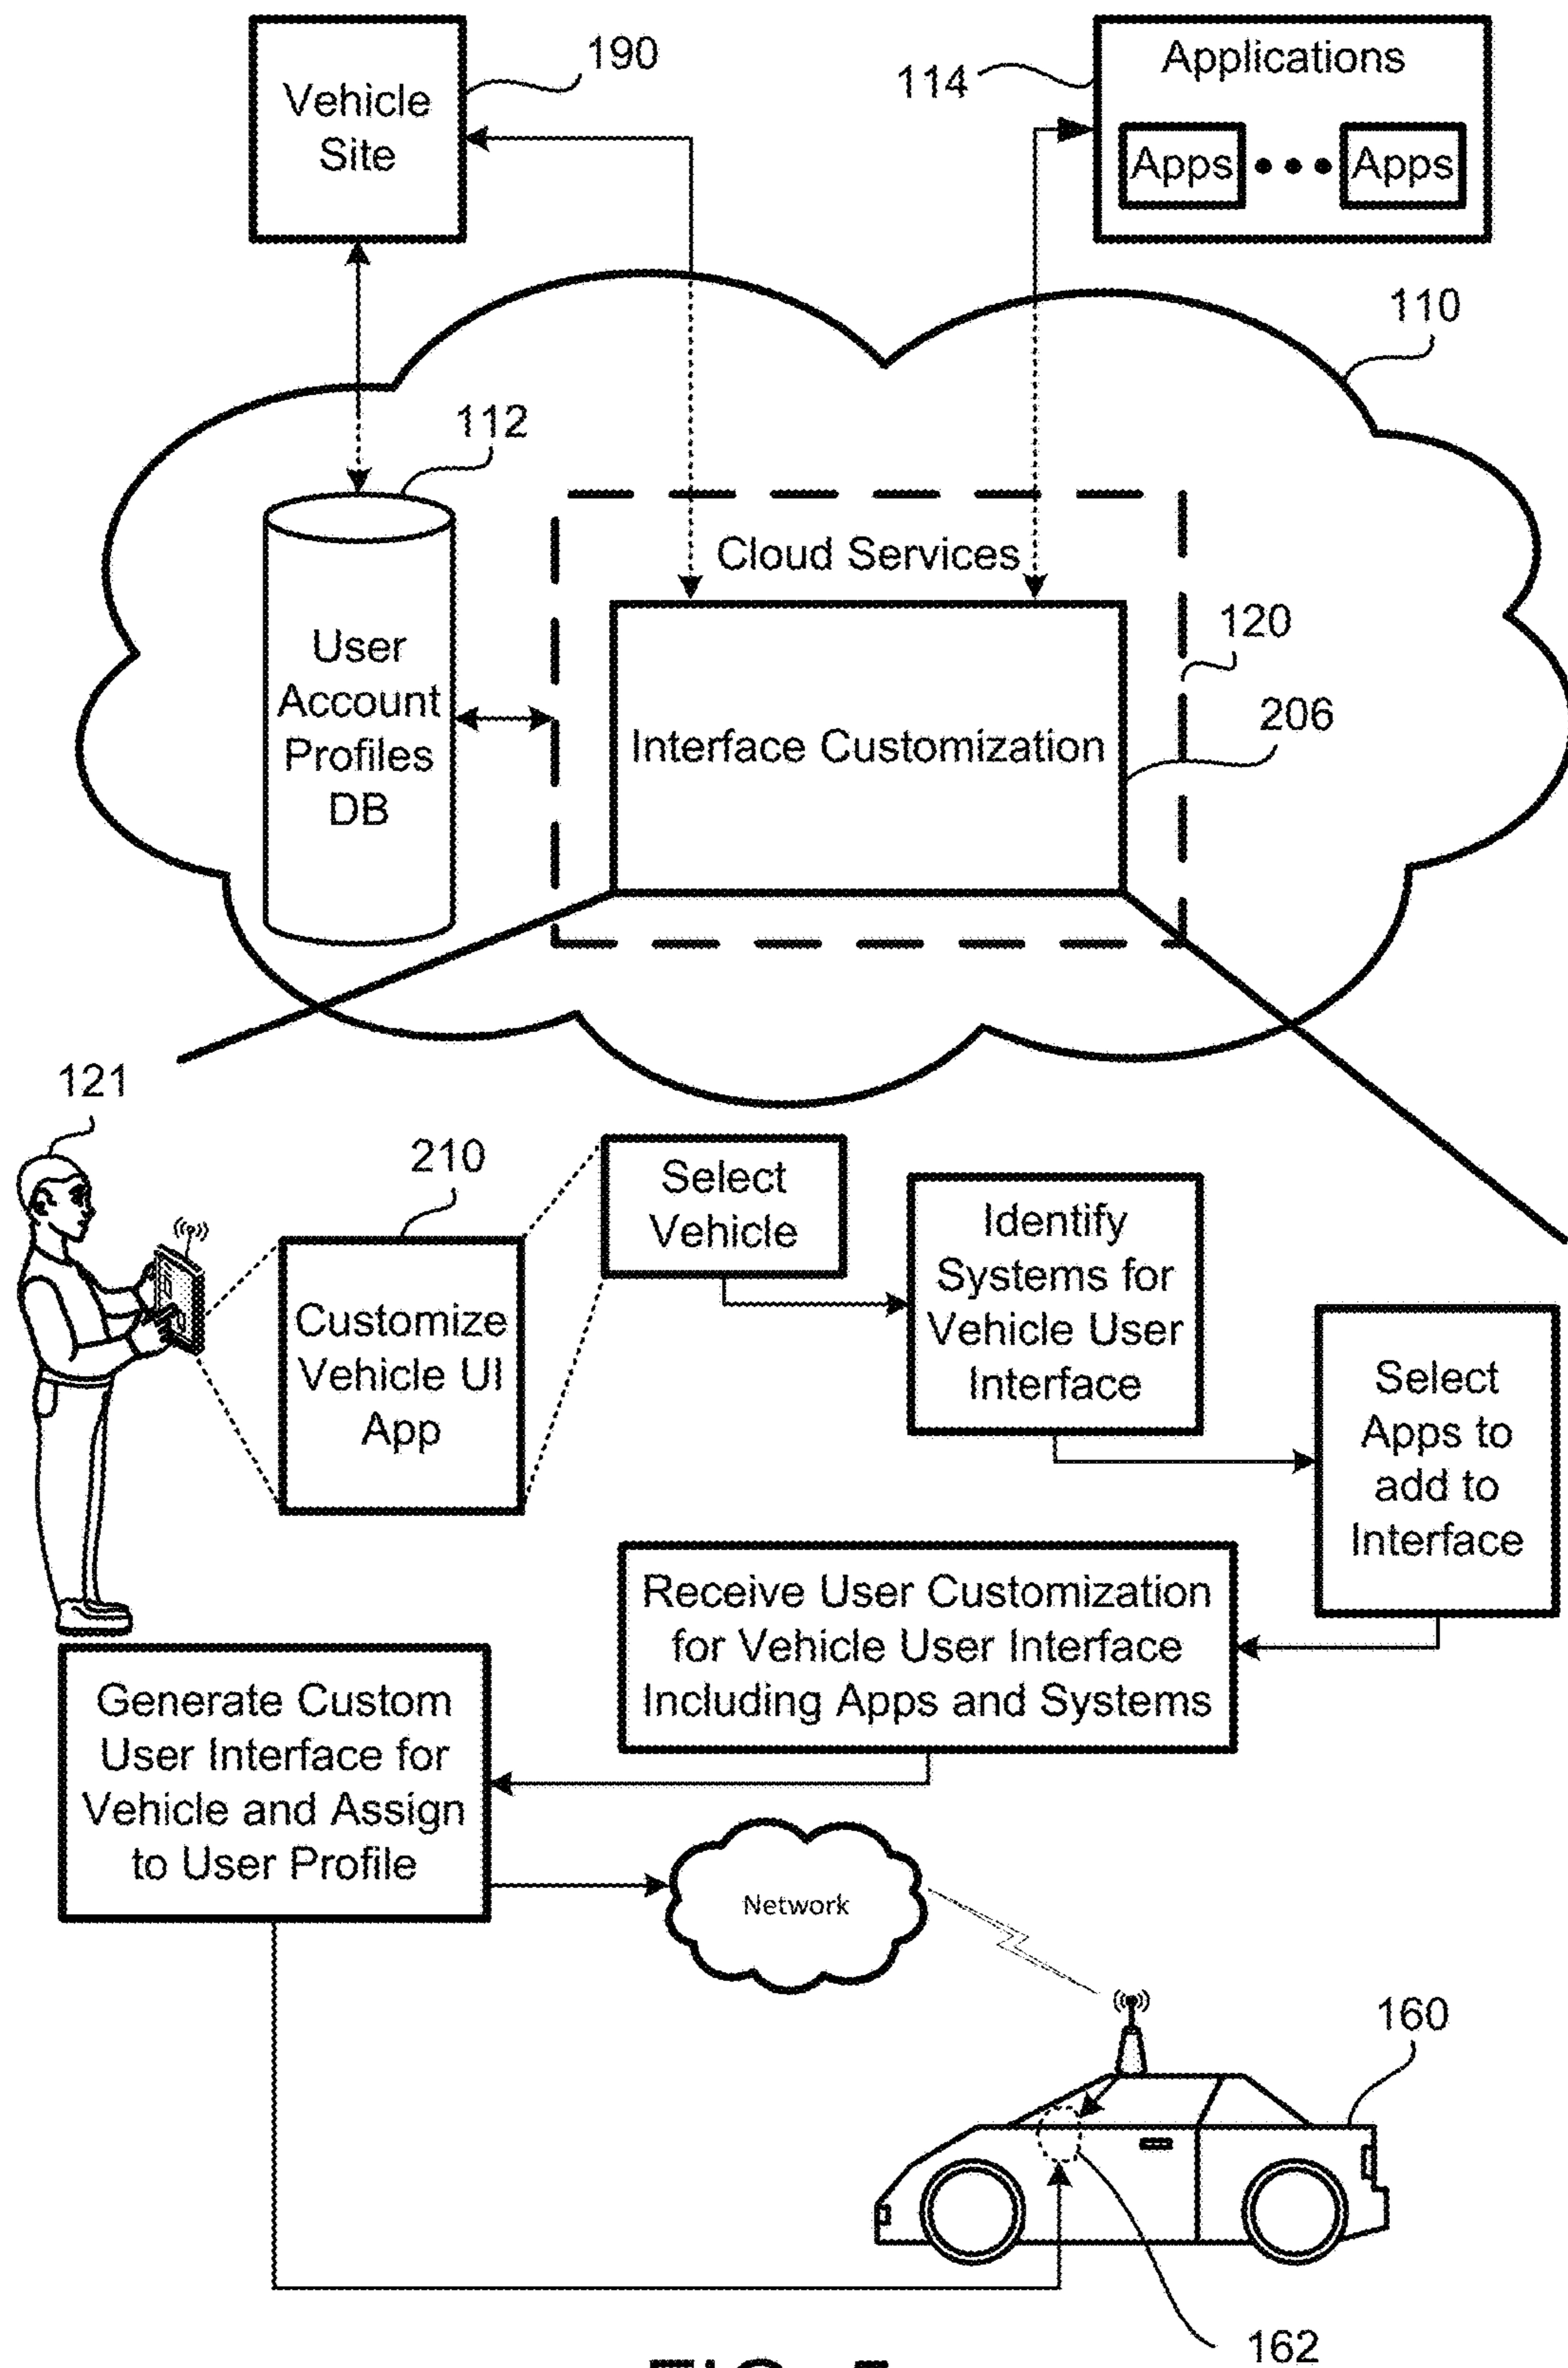 190
Vehicle
Site
114
Applications
Apps
Apps
110
112
Cloud Services
User
Account
Profiles
DB
120
206
Interface Customization
121
210
Select
Vehicle
Identify
Systems for
Vehicle User
Interface
Customize
Vehicle UI
App
Select
Apps to
add to
Interface
Receive User Customization
for Vehicle User Interface
Including Apps and Systems
Generate Custom
User Interface for
Vehicle and Assign
to User Profile
Network
160
162